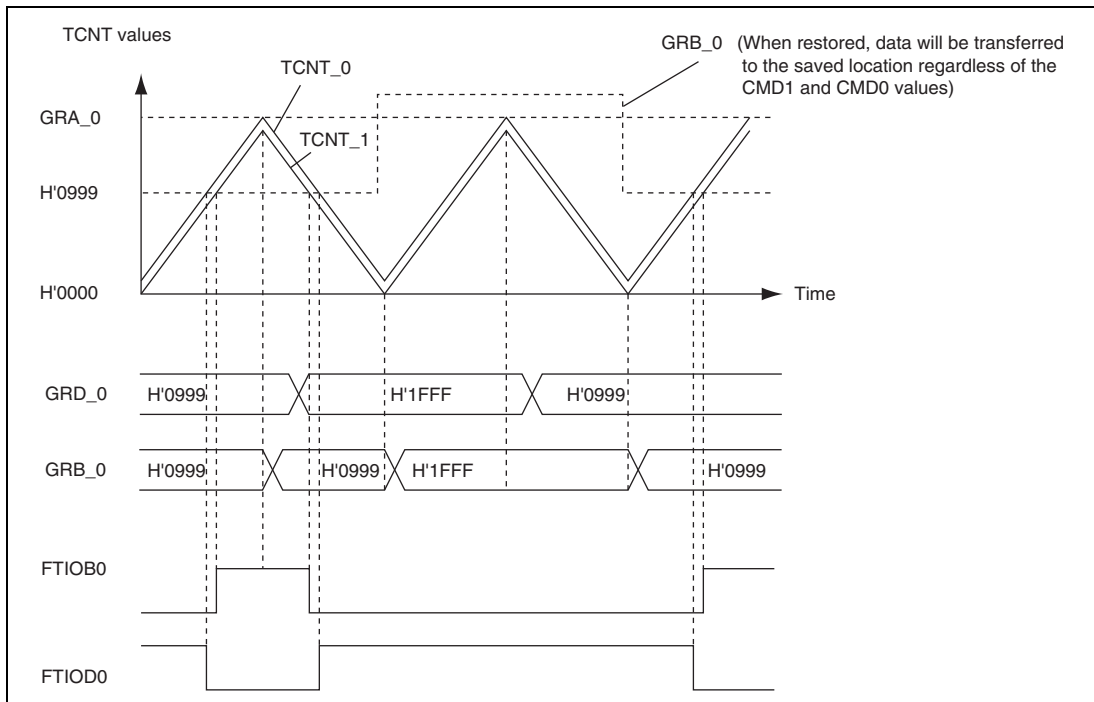 TCNT values
GRB_0 (When restored, data will be transferred
to the saved location regardless of the
CMD1 and CMD0 values)
TCNT_0
GRA_0
TCNT_1
H'0999
H'0000
Time
GRD_0 H'0999 H'1FFF H'0999
GRB_0 H'0999 H'0999 H'1FFF H'0999
FTIOB0
FTIOD0